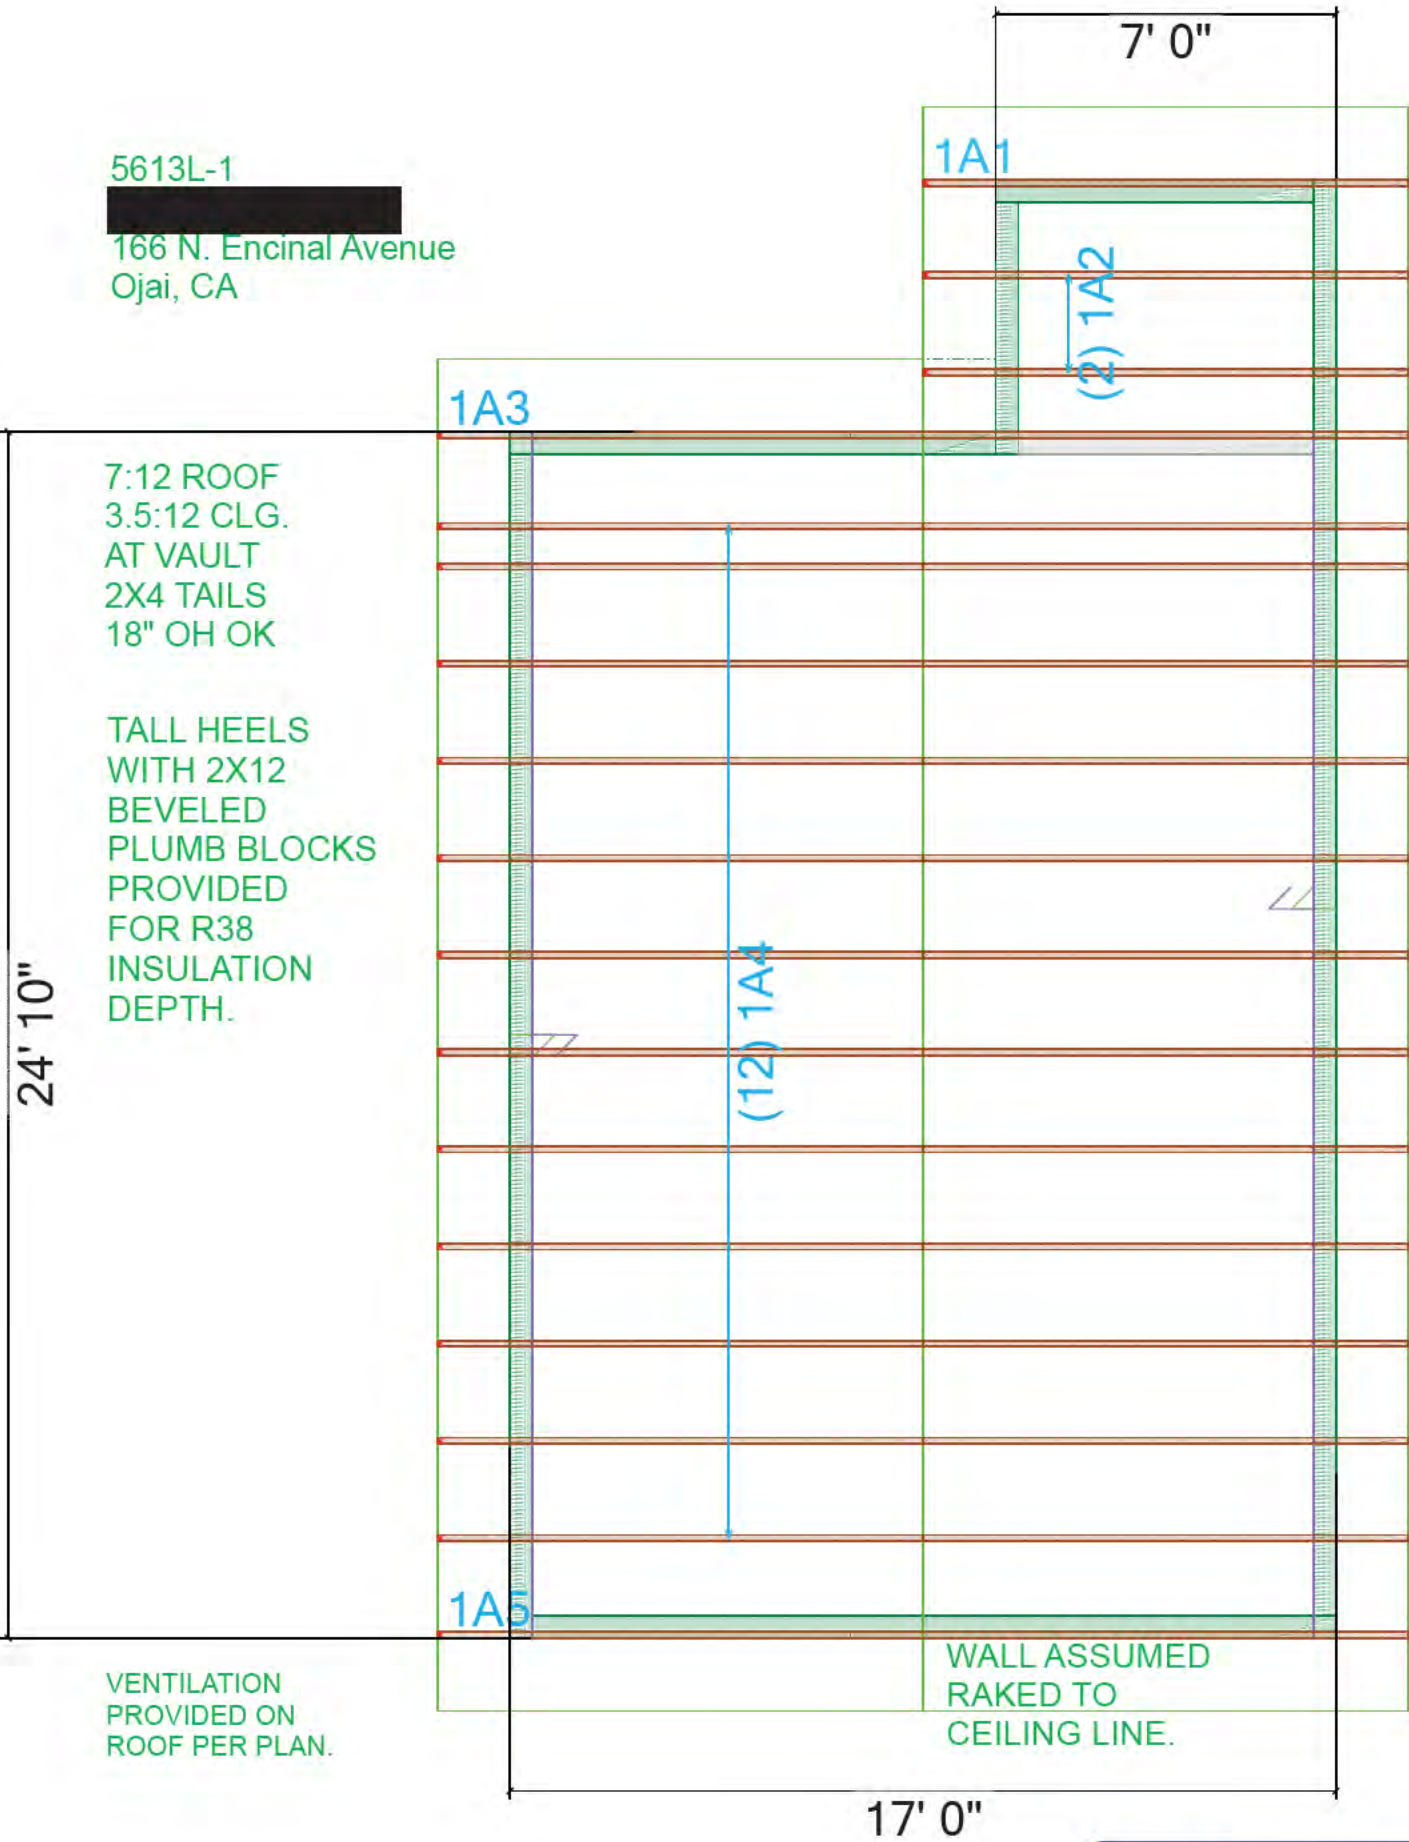 7' 0"
5613L-1
166 N. Encinal Avenue
Ojai, CA
1A1
(2) 1A2
1A3
7:12 ROOF
3.5:12 CLG.
AT VAULT
2X4 TAILS
18" OH OK
TALL HEELS
WITH 2X12
BEVELED
PLUMB BLOCKS
PROVIDED
FOR R38
INSULATION
DEPTH.
24' 10"
(12) 1A4
1A5
VENTILATION
PROVIDED ON
ROOF PER PLAN.
WALL ASSUMED
RAKED TO
CEILING LINE.
17' 0"